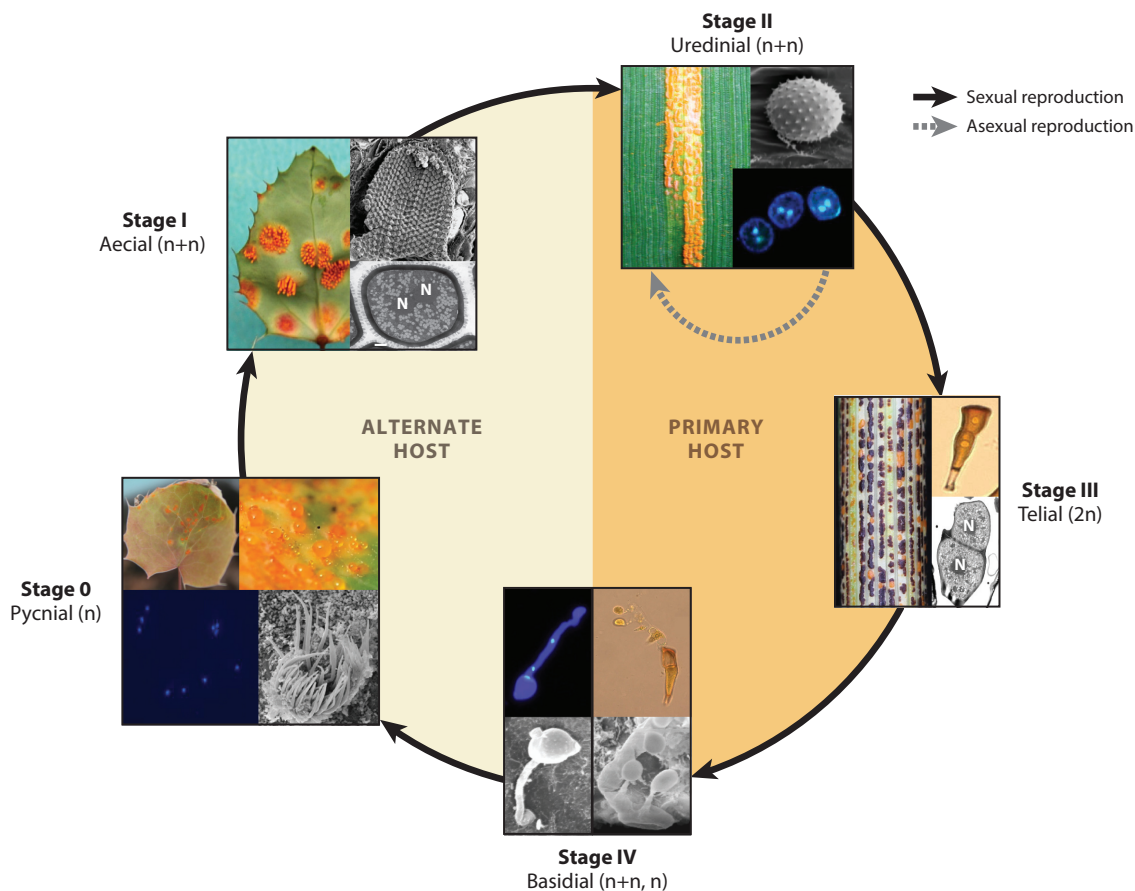 Stage II
Uredinial (n+n)
Sexual reproduction
Asexual reproduction
Stage I
Aecial (n+n)
N
N
ALTERNATE
HOST
PRIMARY
HOST
Stage III
Telial (2n)
N
N
Stage 0
Pycnial (n)
Stage IV
Basidial (n+n, n)